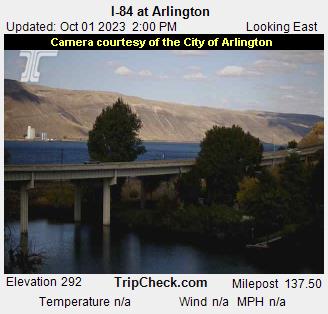 I-84 at Arlington
Updated: Oct 01 2023 2:00 PM Looking East
Camera courtesy of the City of Arlington
Elevation 292 TripCheck.com Milepost 137.50
Temperature n/a Wind n/a MPH n/a